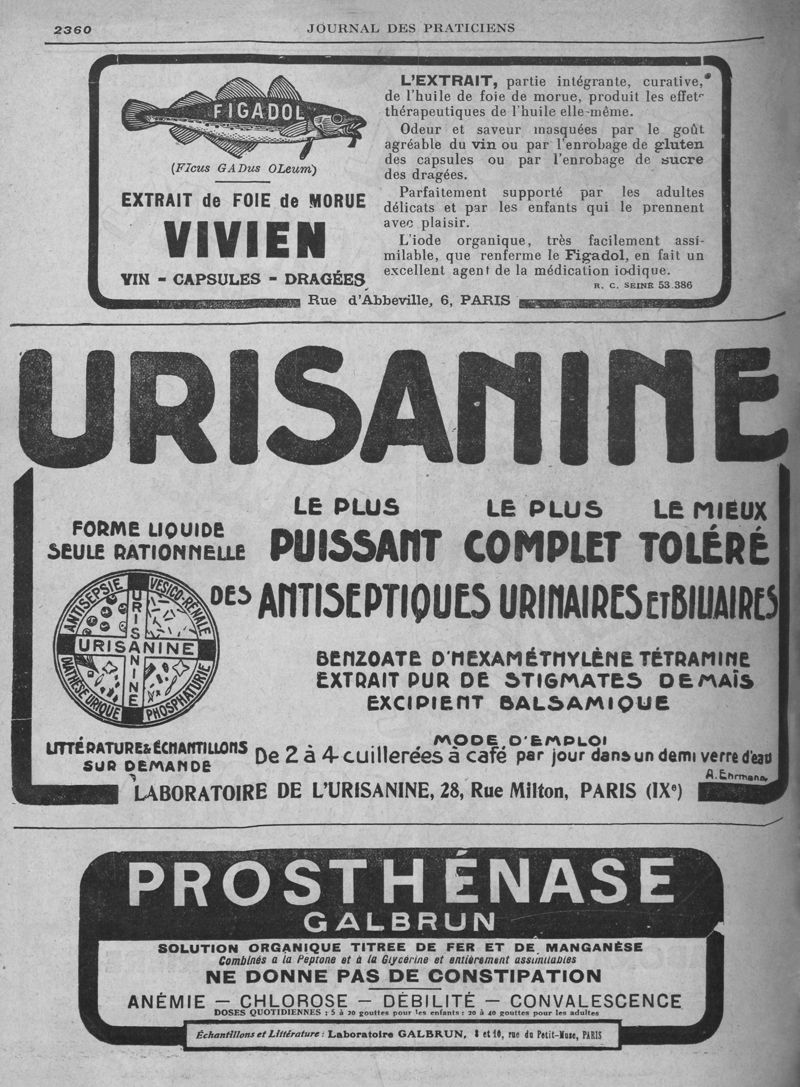 2360
JOURNAL DES PRATICIENS
FIGADOL
(FIcus GADus OLeum)
EXTRAIT de FOIE de MORUE
VIVIEN
VIN - CAPSULES - DRAGÉES
L'EXTRAIT, partie intégrante, curative,
de l'huile de foie de morue, produit les effets
thérapeutiques de l'huile elle-même.
Odeur et saveur masquées par le goût
agréable du vin ou par l'enrobage de gluten
des capsules ou par l'enrobage de sucre
des dragées.
Parfaitement supporté par les adultes
délicats et par les enfants qui le prennent
avec plaisir.
L'iode organique, très facilement assi-
milable, que renferme le Figadol, en fait un
excellent agent de la médication iodique.
R. C. SEINE 53 386
Rue d'Abbeville, 6, PARIS
URISANINE
FORME LIQUIDE
SEULE RATIONNELLE
LE PLUS LE PLUS LE MIEUX
PUISSANT COMPLET TOLÉRÉ
DES ANTISEPTIQUES URINAIRES ET BILIAIRES
ANTISEPSIE VESICO-RÉNALE
URISANINE
URISANINE
DIATHÈSE URIQUE PHOSPHATURIE
BENZOATE D'HEXAMÉTHYLÈNE TÉTRAMINE
EXTRAIT PUR DE STIGMATES DE MAÏS
EXCIPIENT BALSAMIQUE
LITTÉRATURE & ÉCHANTILLONS
SUR DEMANDE
MODE D'EMPLOI
De 2 à 4 cuillerées à café par jour dans un demi verre d'eau
A. Ehrmann
LABORATOIRE DE L'URISANINE, 28, Rue Milton, PARIS (IXe)
PROSTHÉNASE
GALBRUN
SOLUTION ORGANIQUE TITREE DE FER ET DE MANGANÈSE
Combinés a la Peptone et à la Glycérine et entièrement assimilables
NE DONNE PAS DE CONSTIPATION
ANÉMIE — CHLOROSE — DÉBILITÉ — CONVALESCENCE
DOSES QUOTIDIENNES : 5 à 20 gouttes pour les enfants : 20 à 40 gouttes pour les adultes
Échantillons et Littérature : Laboratoire GALBRUN, 8 et 10, rue du Petit-Musc, PARIS